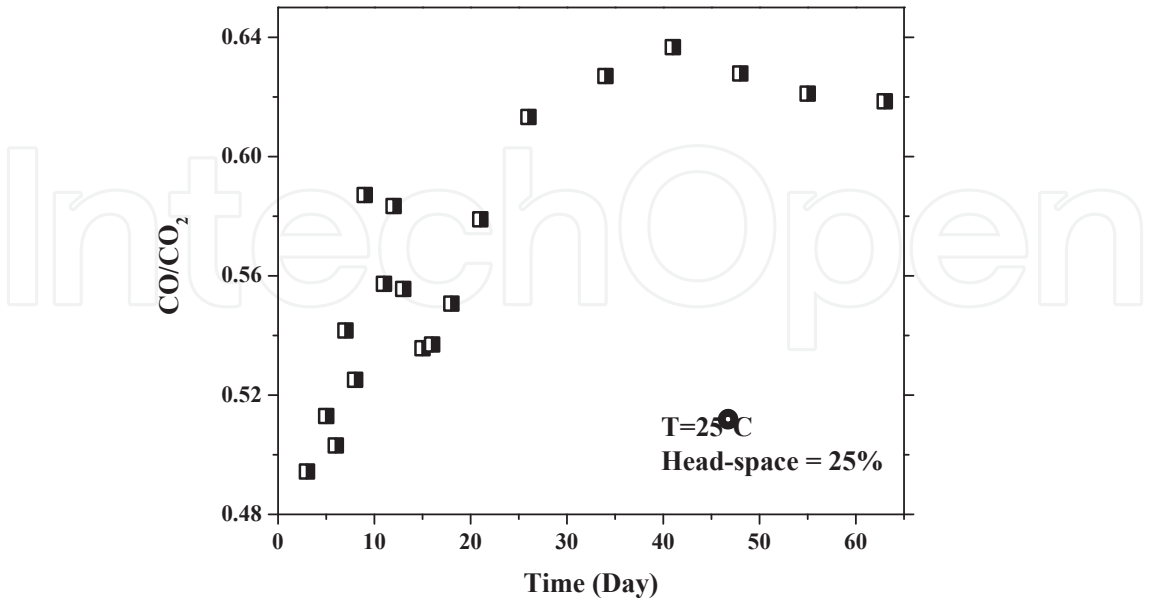 0.64
0.60
0.56
0.52
0.48
CO/CO₂
IntechOpen
T=25°C
Head-space = 25%
0 10 20 30 40 50 60
Time (Day)